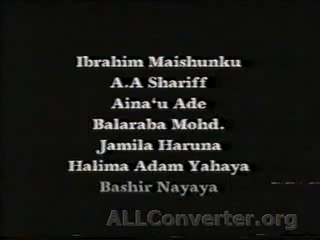 Ibrahim Maishunku
A.A Shariff
Aina'u Ade
Balaraba Mohd.
Jamila Haruna
Halima Adam Yahaya
Bashir Nayaya
ALLConverter.org